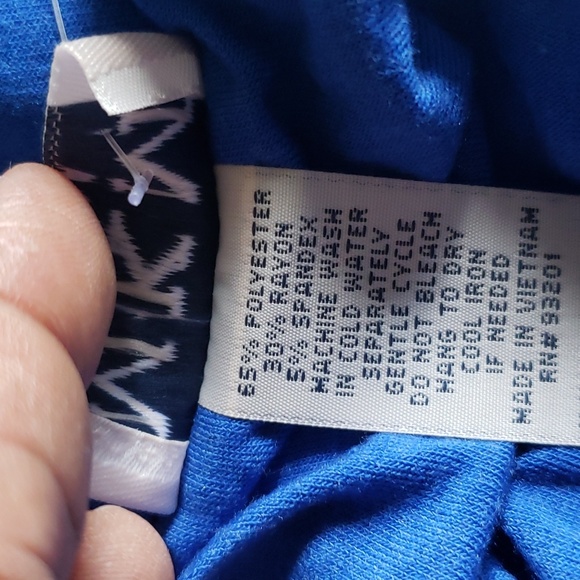 65% POLYESTER
30% RAYON
5% SPANDEX
MACHINE WASH
IN COLD WATER
SEPARATELY
GENTLE CYCLE
DO NOT BLEACH
HANG TO DRY
COOL IRON
IF NEEDED
MADE IN VIETNAM
RN# 93201